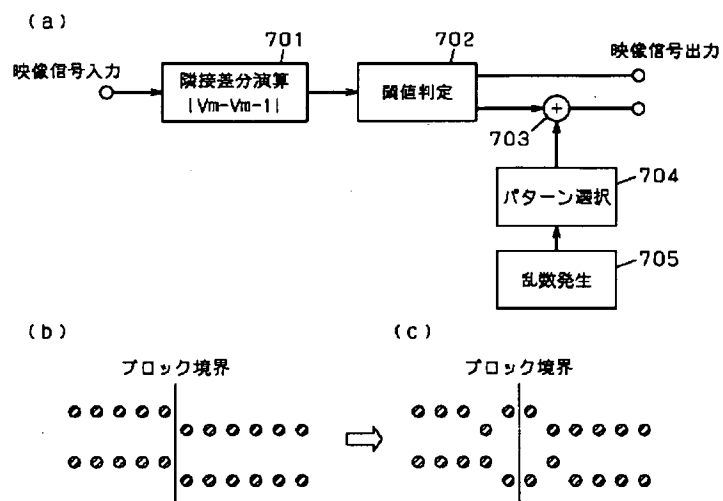 (a)
映像信号入力
701
隣接差分演算
|Vm-Vm-1|
702
閾値判定
映像信号出力
+
703
704
パターン選択
705
乱数発生
(b)
ブロック境界
(c)
ブロック境界